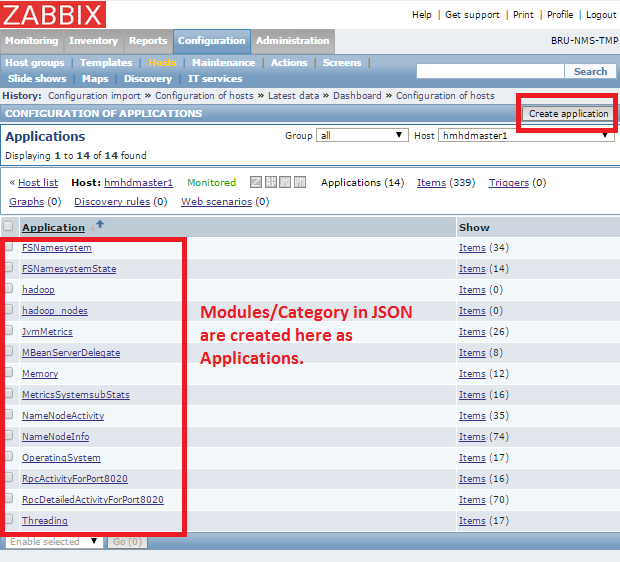 ZABBIX
Help | Get support | Print | Profile | Logout
Monitoring Inventory Reports Configuration Administration BRU-NMS-TMP
Host groups | Templates | Hosts | Maintenance | Actions | Screens |
Slide shows | Maps | Discovery | IT services
Search
History: Configuration import » Configuration of hosts » Latest data » Dashboard » Configuration of hosts
CONFIGURATION OF APPLICATIONS Create application
Applications Group all Host hmhdmaster1
Displaying 1 to 14 of 14 found
« Host list Host: hmhdmaster1 Monitored Applications (14) Items (339) Triggers (0)
Graphs (0) Discovery rules (0) Web scenarios (0)
Application Show
FSNamesystem Items (34)
FSNamesystemState Items (14)
hadoop Items (0)
hadoop_nodes Items (0)
Modules/Category in JSON
are created here as
Applications.
JvmMetrics Items (26)
MBeanServerDelegate Items (8)
Memory Items (12)
MetricsSystemsubStats Items (16)
NameNodeActivity Items (35)
NameNodeInfo Items (74)
OperatingSystem Items (17)
RpcActivityForPort8020 Items (16)
RpcDetailedActivityForPort8020 Items (70)
Threading Items (17)
Enable selected Go (0)